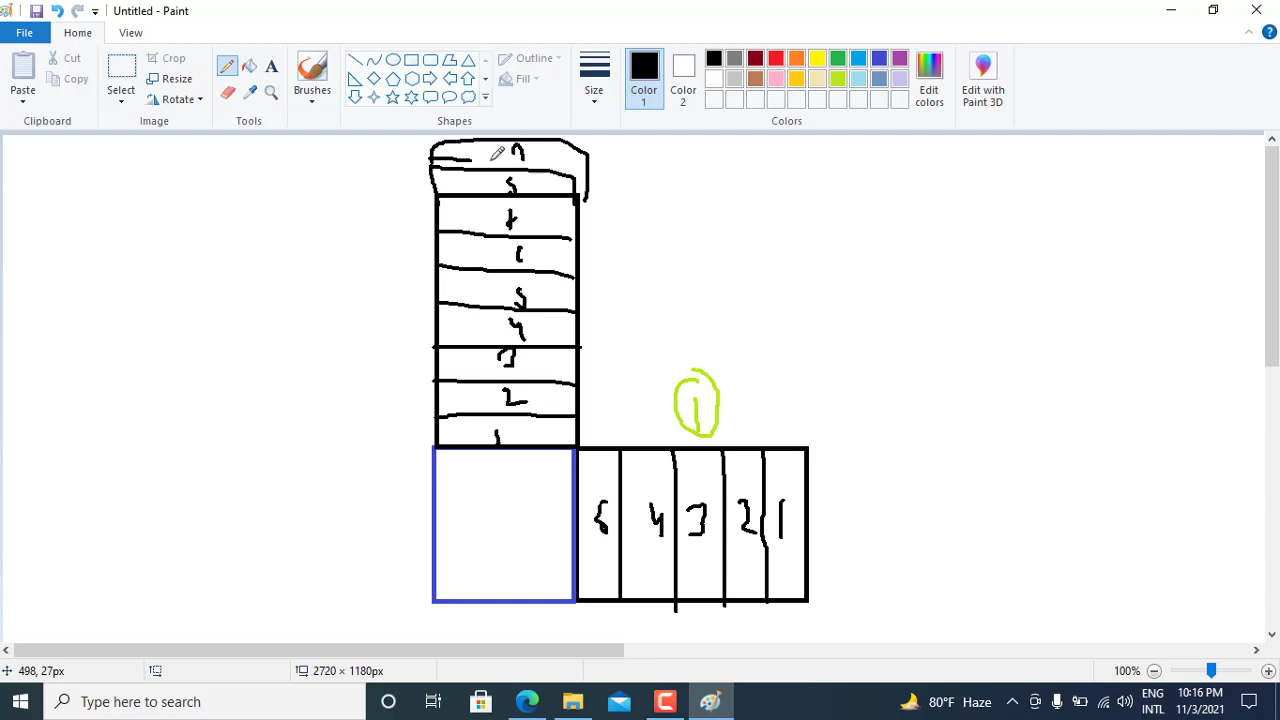 Untitled - Paint
File
Home
View
Paste
Cut
Copy
Clipboard
Select
Crop
Resize
Rotate
Image
A
Tools
Brushes
Shapes
Outline
Fill
Size
Color 1
Color 2
Colors
Edit colors
Edit with Paint 3D
5
4
3
2
1
1
4
3
2
1
498, 27px
2720 × 1180px
100%
Type here to search
80°F Haze
ENG
INTL
10:16 PM
11/3/2021